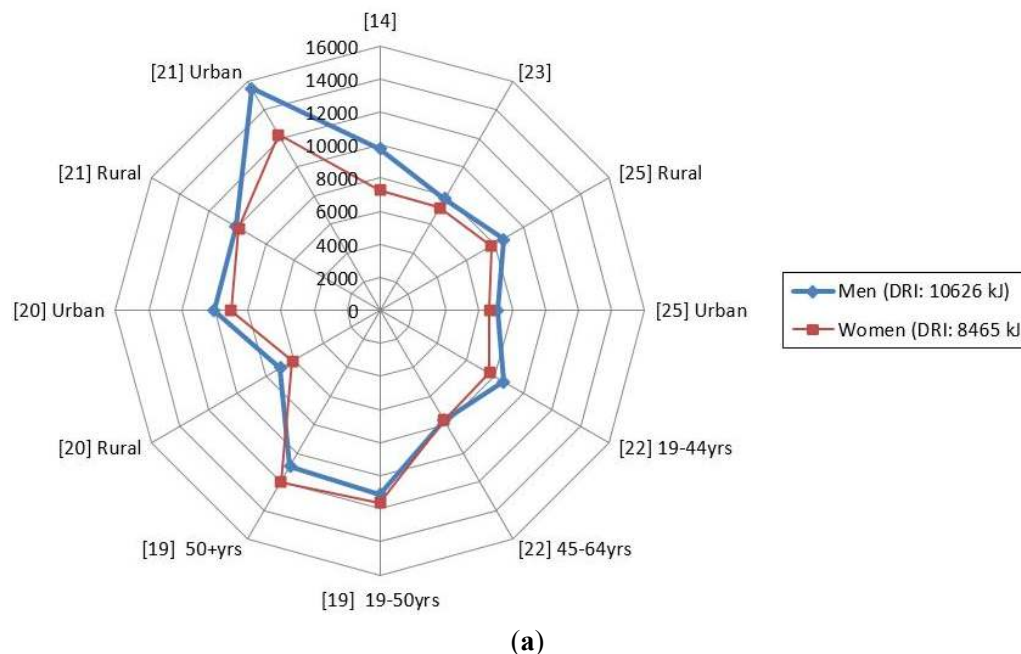 [14]
16000
[21] Urban
14000
[23]
12000
10000
[21] Rural
8000
[25] Rural
6000
4000
2000
[20] Urban
0
[25] Urban
Men (DRI: 10626 kJ)
Women (DRI: 8465 kJ
[20] Rural
[22] 19-44yrs
[19] 50+yrs
[22] 45-64yrs
[19] 19-50yrs
(a)